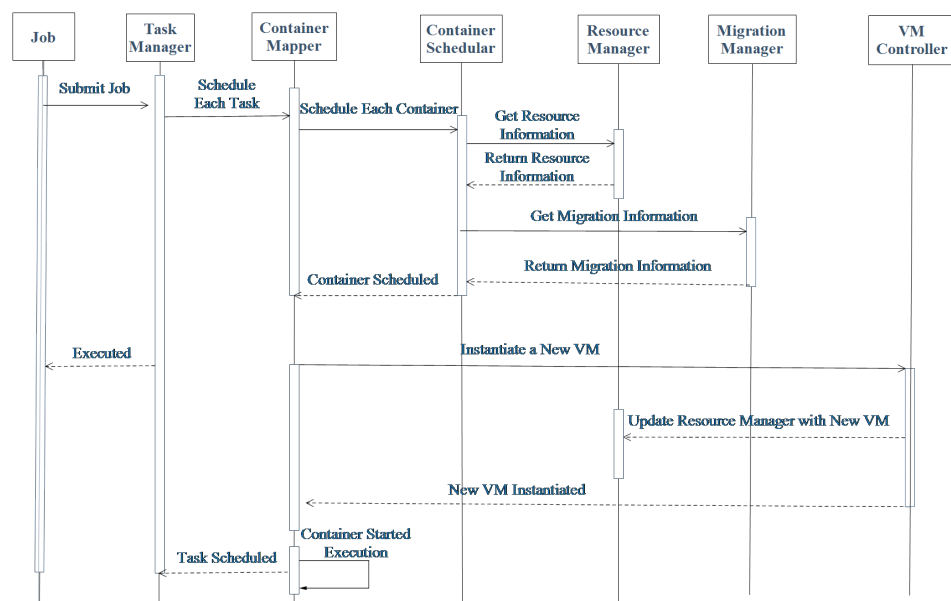 Job
Task
Manager
Container
Mapper
Container
Schedular
Resource
Manager
Migration
Manager
VM
Controller
Submit Job
Schedule
Each Task
Schedule Each Container
Get Resource
Information
Return Resource
Information
Get Migration Information
Return Migration Information
Container Scheduled
Executed
Instantiate a New VM
Update Resource Manager with New VM
New VM Instantiated
Container Started
Execution
Task Scheduled